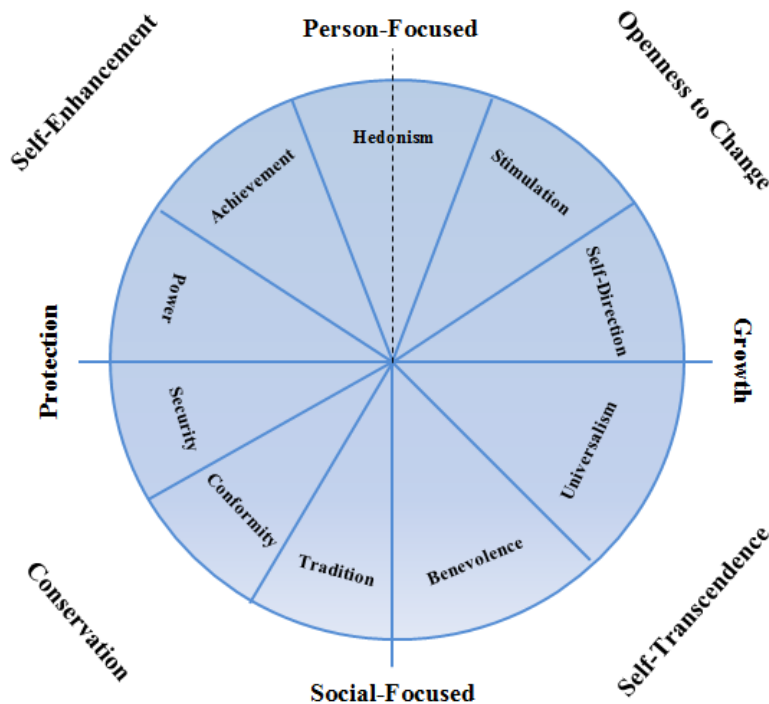 Person-Focused
Self-Enhancement
Openness to Change
Hedonism
Achievement
Stimulation
Power
Self-Direction
Protection
Growth
Security
Universalism
Conformity
Tradition
Benevolence
Conservation
Self-Transcendence
Social-Focused